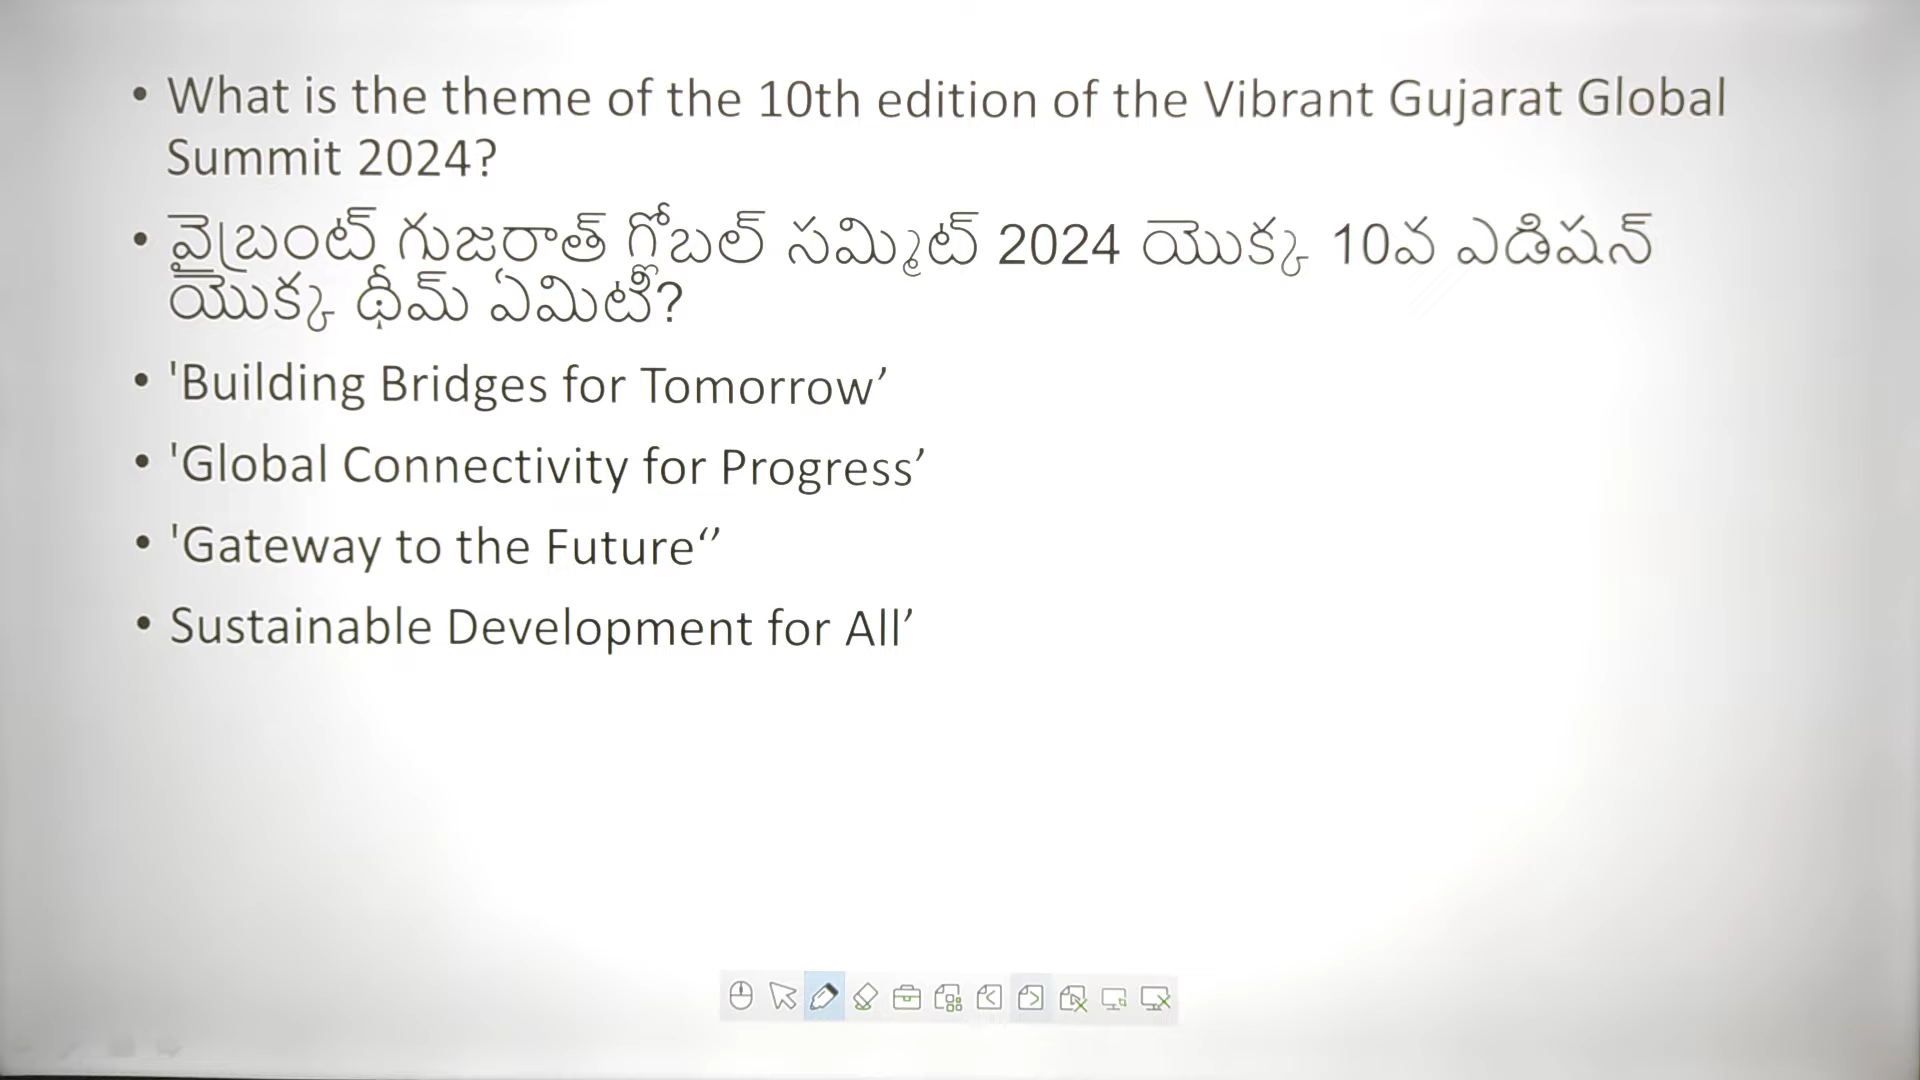 • What is the theme of the 10th edition of the Vibrant Gujarat Global
Summit 2024?
• వైబ్రంట్ గుజరాత్ గ్లోబల్ సమ్మిట్ 2024 యొక్క 10వ ఎడిషన్
యొక్క థీమ్ ఏమిటి?
• 'Building Bridges for Tomorrow’
• 'Global Connectivity for Progress’
• 'Gateway to the Future‘’
• Sustainable Development for All’